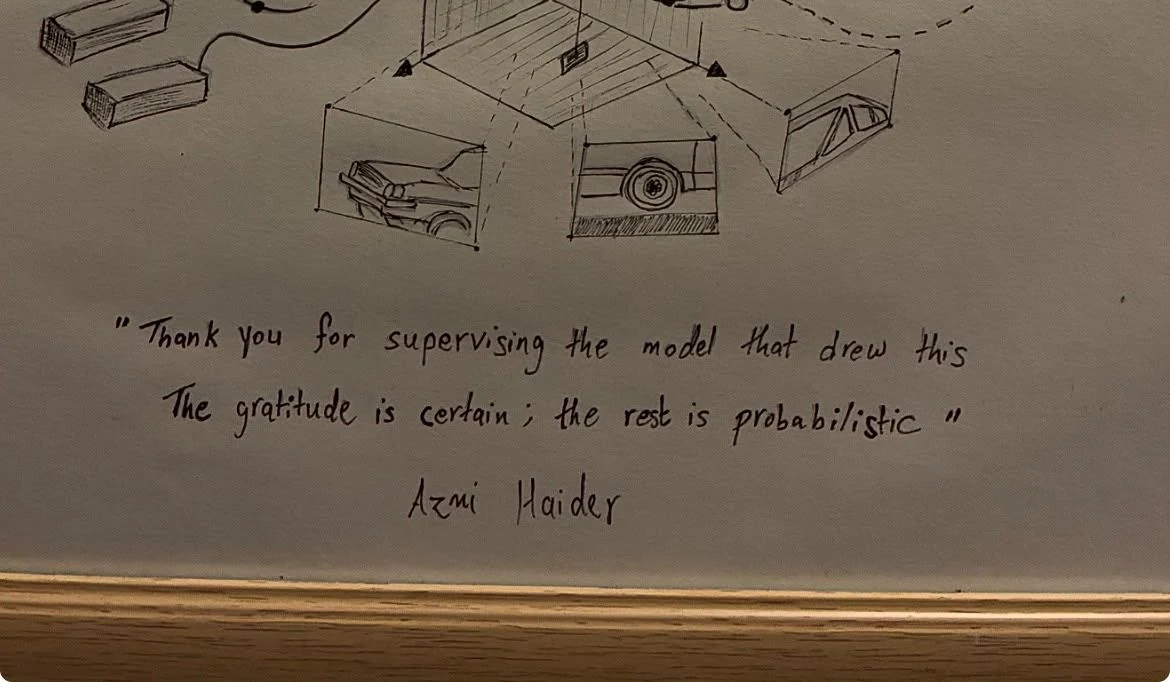 "Thank you for supervising the model that drew this
The gratitude is certain; the rest is probabilistic"
Azmi Haider